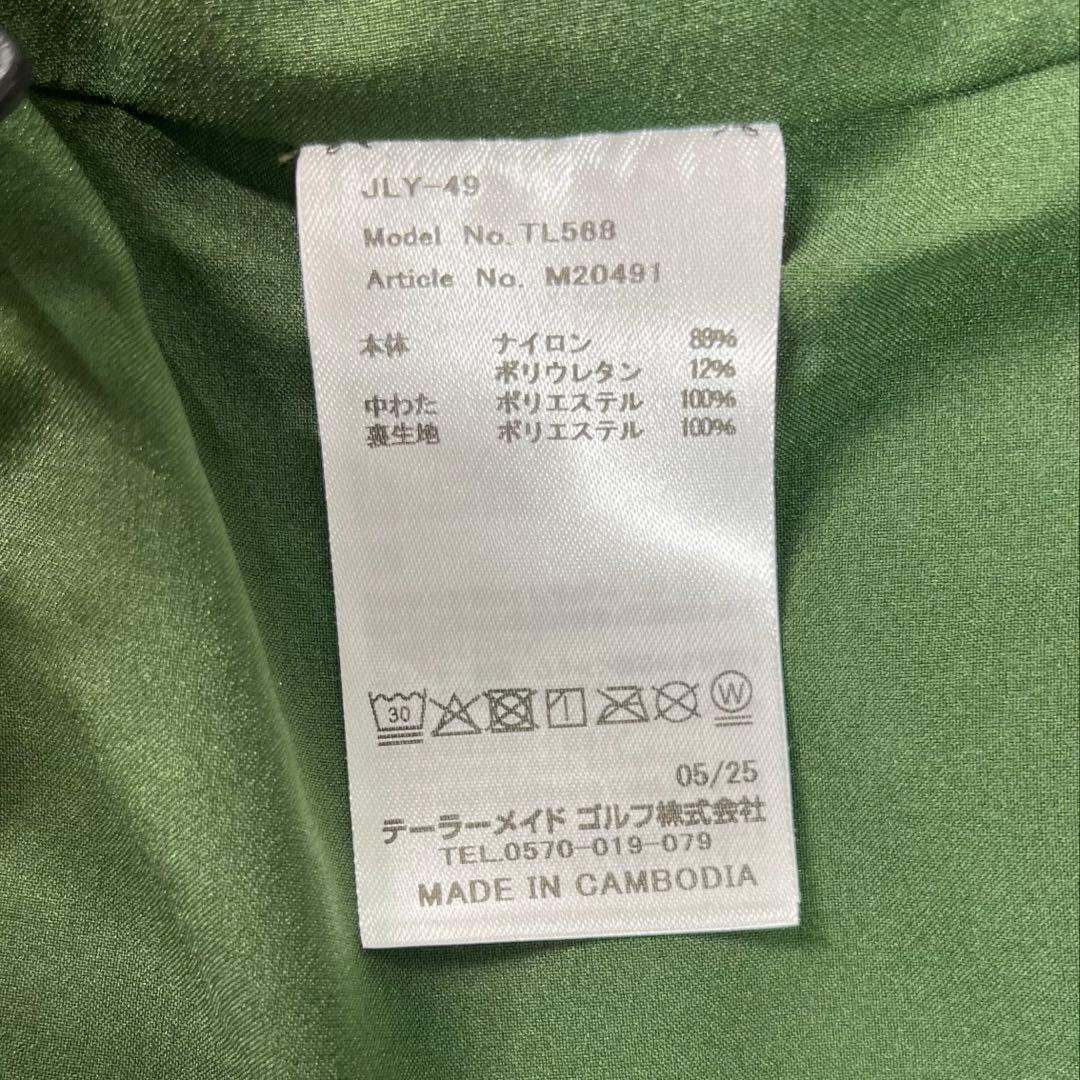 JLY-49
Model No. TL588
Article No. M20491
本体 ナイロン 88%
ポリウレタン 12%
中わた ポリエステル 100%
裏生地 ポリエステル 100%
30
W
05/25
テーラーメイド ゴルフ株式会社
TEL.0570-019-079
MADE IN CAMBODIA